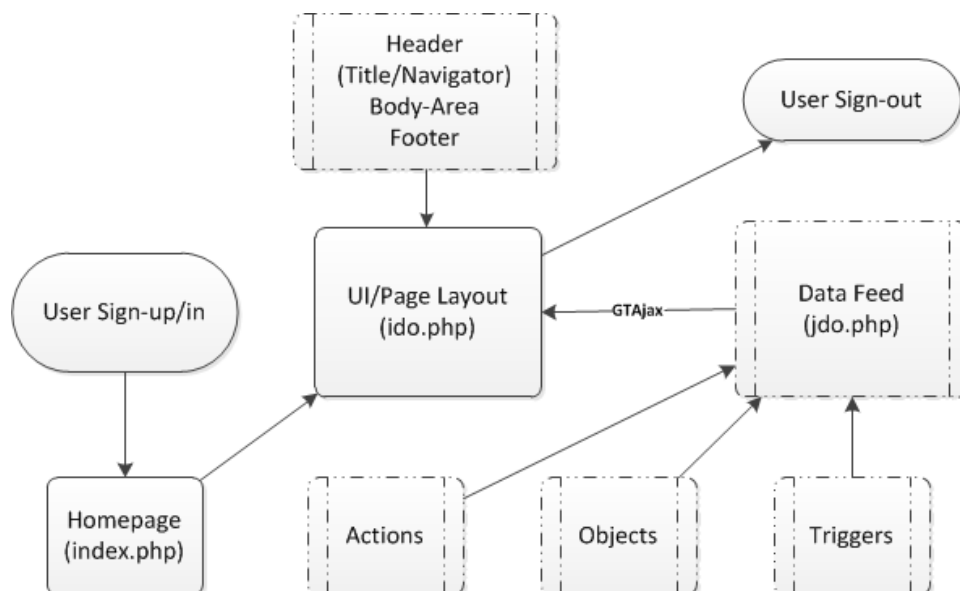 Header
(Title/Navigator)
Body-Area
Footer
User Sign-out
User Sign-up/in
UI/Page Layout
(ido.php)
GTAjax
Data Feed
(jdo.php)
Homepage
(index.php)
Actions
Objects
Triggers